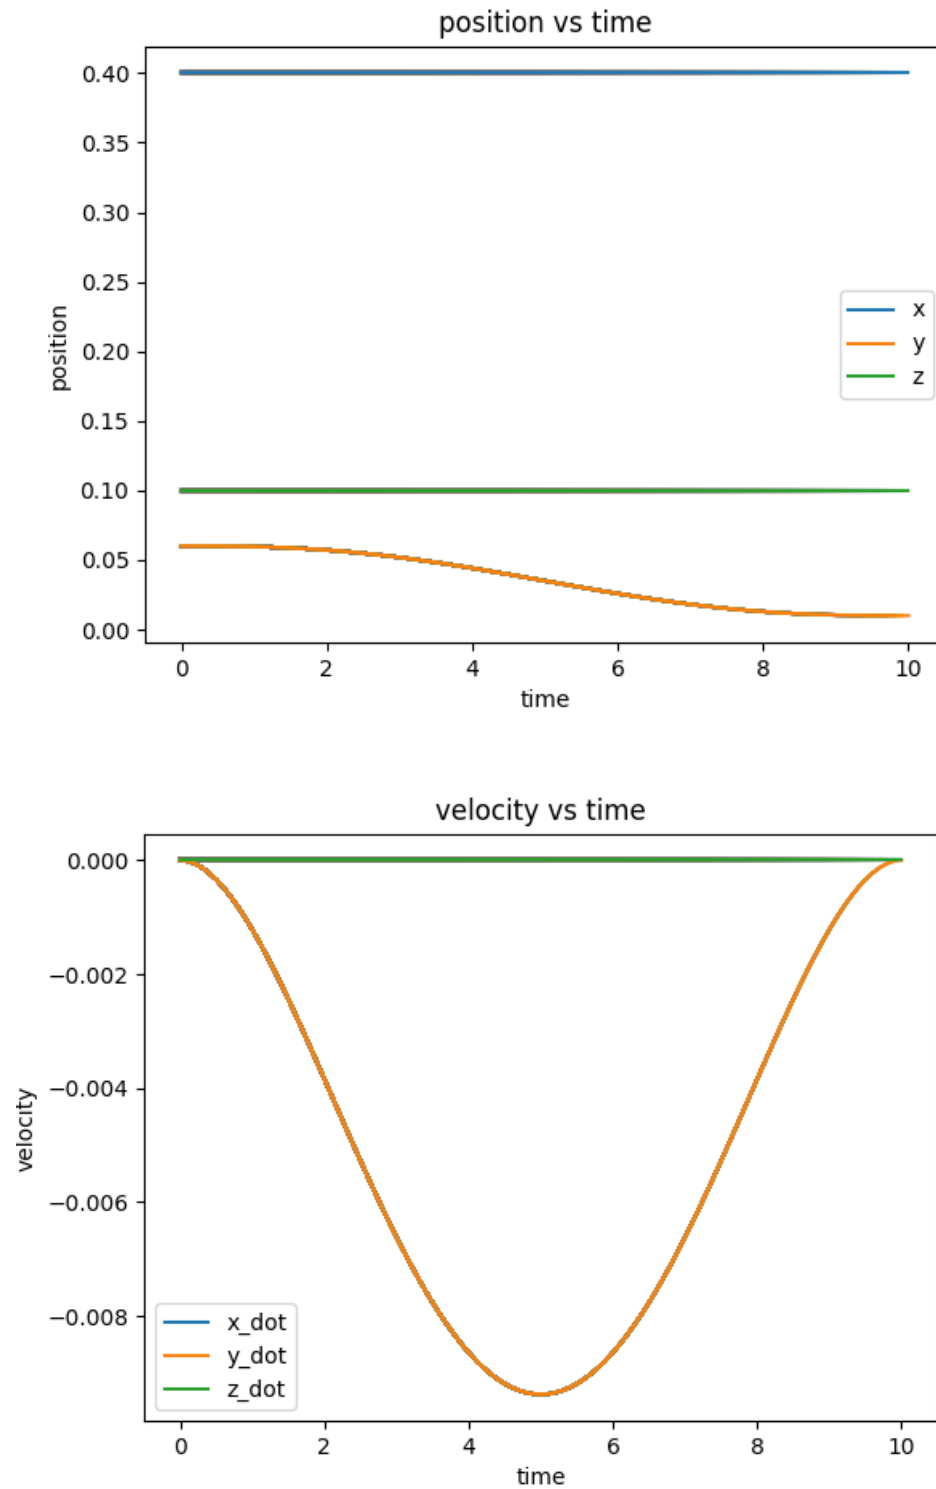 position vs time
0.40
0.35
0.30
0.25
0.20
0.15
0.10
0.05
0.00
position
x
y
z
0 2 4 6 8 10
time
velocity vs time
0.000
−0.002
−0.004
−0.006
−0.008
velocity
x_dot
y_dot
z_dot
0 2 4 6 8 10
time